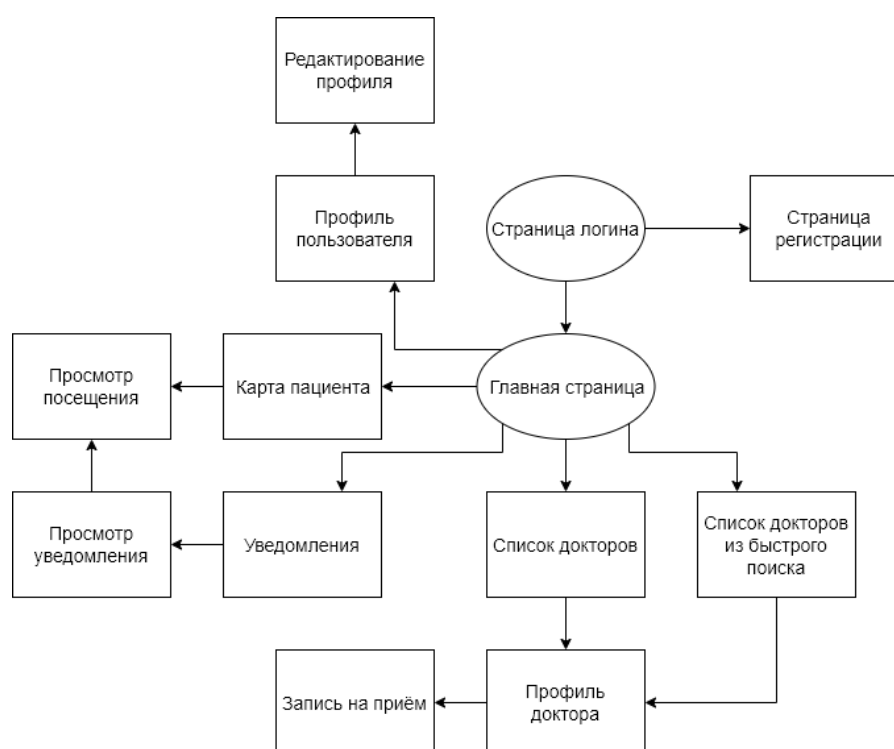 Редактирование
профиля
Профиль
пользователя
Страница логина
Страница
регистрации
Просмотр
посещения
Карта пациента
Главная страница
Просмотр
уведомления
Уведомления
Список докторов
Список докторов
из быстрого
поиска
Запись на приём
Профиль
доктора